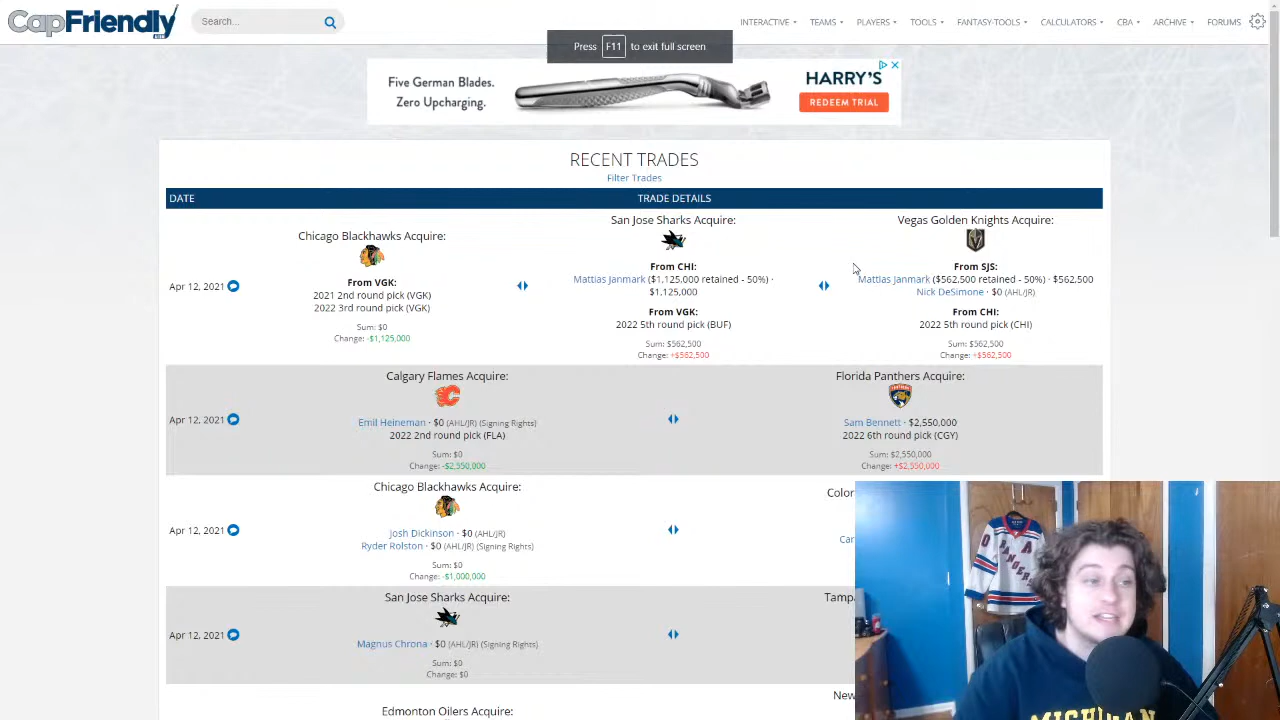 CapFriendly
Search...
INTERACTIVE TEAMS PLAYERS TOOLS FANTASY-TOOLS CALCULATORS CBA ARCHIVE FORUMS
Press F11 to exit full screen
Five German Blades.
Zero Upcharging.
HARRY'S
REDEEM TRIAL
RECENT TRADES
Filter Trades
DATE TRADE DETAILS
Apr 12, 2021
Chicago Blackhawks Acquire:
From VGK:
2021 2nd round pick (VGK)
2022 3rd round pick (VGK)
Sum: $0
Change: -$1,125,000
San Jose Sharks Acquire:
From CHI:
Mattias Janmark ($1,125,000 retained - 50%) ·
$1,125,000
From VGK:
2022 5th round pick (BUF)
Sum: $562,500
Change: +$562,500
Vegas Golden Knights Acquire:
From SJS:
Mattias Janmark ($562,500 retained - 50%) · $562,500
Nick DeSimone · $0 (AHL/JR)
From CHI:
2022 5th round pick (CHI)
Sum: $562,500
Change: +$562,500
Apr 12, 2021
Calgary Flames Acquire:
Emil Heineman · $0 (AHL/JR) (Signing Rights)
2022 2nd round pick (FLA)
Sum: $0
Change: -$2,550,000
Florida Panthers Acquire:
Sam Bennett · $2,550,000
2022 6th round pick (CGY)
Sum: $2,550,000
Change: +$2,550,000
Apr 12, 2021
Chicago Blackhawks Acquire:
Josh Dickinson · $0 (AHL/JR)
Ryder Rolston · $0 (AHL/JR) (Signing Rights)
Sum: $0
Change: -$1,000,000
Color
Car
Apr 12, 2021
San Jose Sharks Acquire:
Magnus Chrona · $0 (AHL/JR) (Signing Rights)
Sum: $0
Change: $0
Tampa
Edmonton Oilers Acquire:
New
A
RANGERS
MICHIGAN